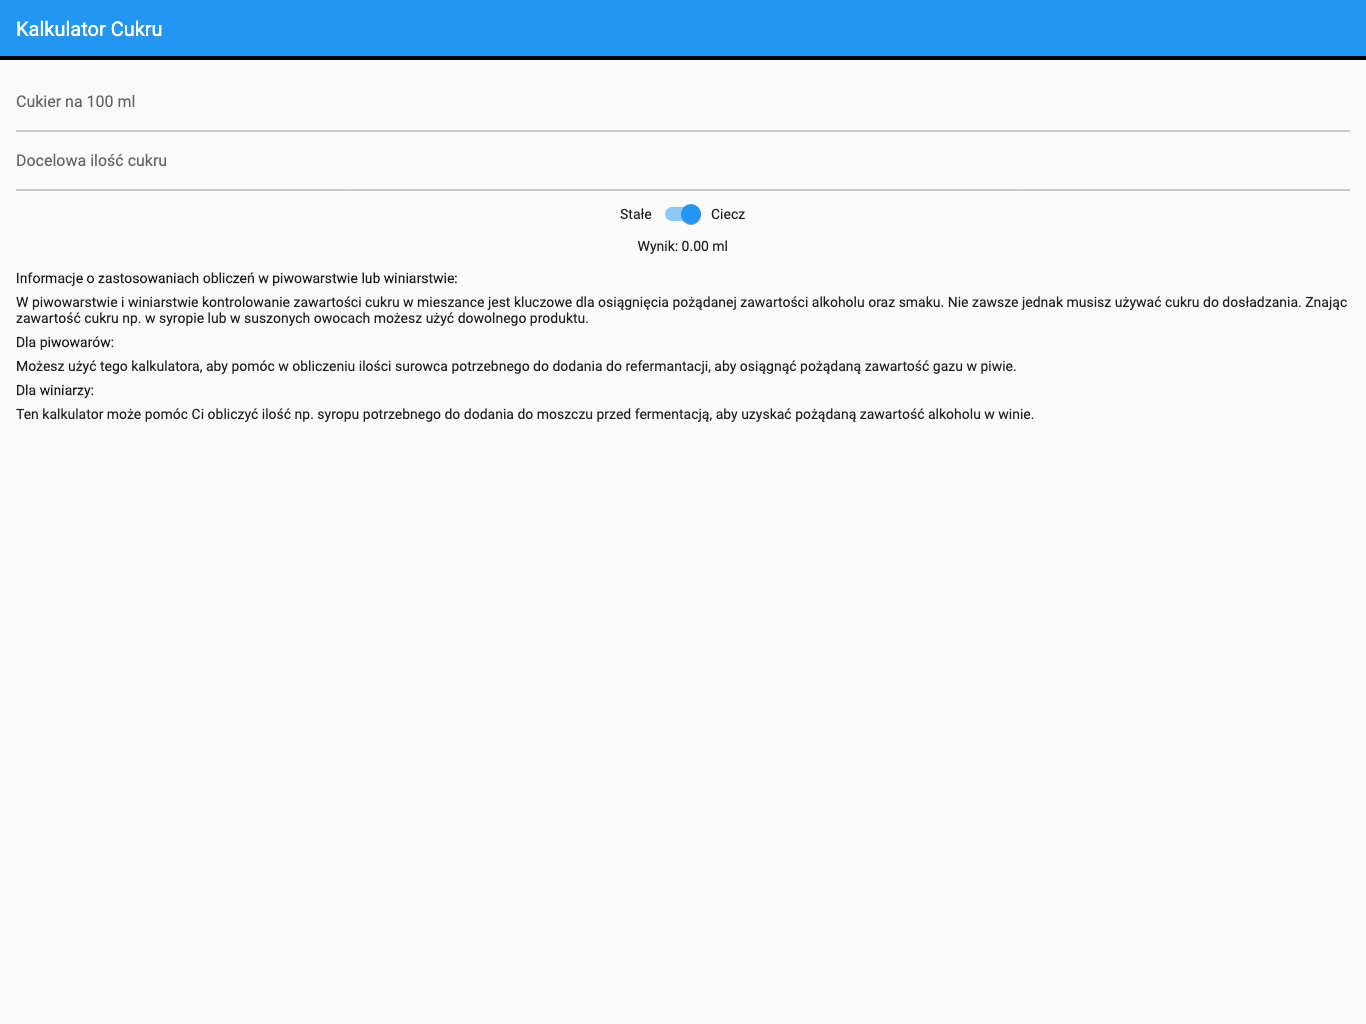 Kalkulator Cukru
Cukier na 100 ml
Docelowa ilość cukru
Stałe Ciecz
Wynik: 0.00 ml
Informacje o zastosowaniach obliczeń w piwowarstwie lub winiarstwie:
W piwowarstwie i winiarstwie kontrolowanie zawartości cukru w mieszance jest kluczowe dla osiągnięcia pożądanej zawartości alkoholu oraz smaku. Nie zawsze jednak musisz używać cukru do dosładzania. Znając
zawartość cukru np. w syropie lub w suszonych owocach możesz użyć dowolnego produktu.
Dla piwowarów:
Możesz użyć tego kalkulatora, aby pomóc w obliczeniu ilości surowca potrzebnego do dodania do refermantacji, aby osiągnąć pożądaną zawartość gazu w piwie.
Dla winiarzy:
Ten kalkulator może pomóc Ci obliczyć ilość np. syropu potrzebnego do dodania do moszczu przed fermentacją, aby uzyskać pożądaną zawartość alkoholu w winie.